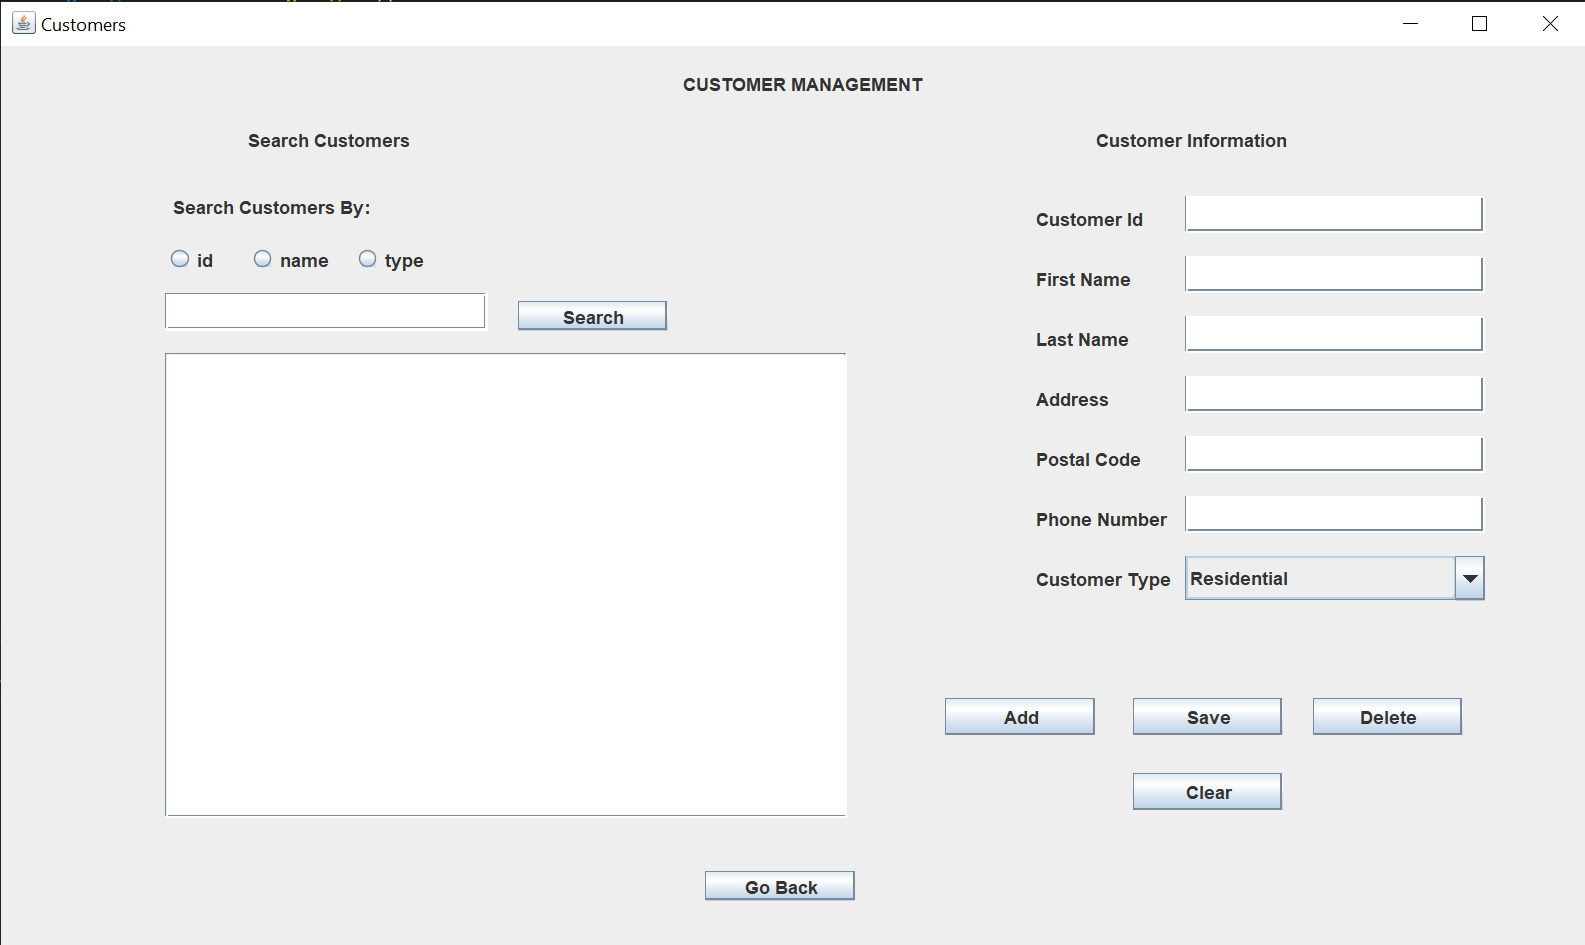 Customers
CUSTOMER MANAGEMENT
Search Customers
Search Customers By:
id name type
Search
Customer Information
Customer Id
First Name
Last Name
Address
Postal Code
Phone Number
Customer Type Residential
Add Save Delete
Clear
Go Back